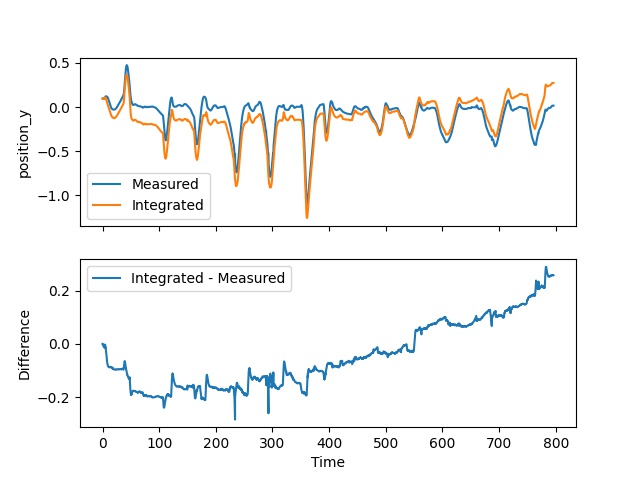 0.5
0.0
−0.5
−1.0
position_y
Measured
Integrated
Integrated - Measured
0.2
0.0
−0.2
Difference
0 100 200 300 400 500 600 700 800
Time